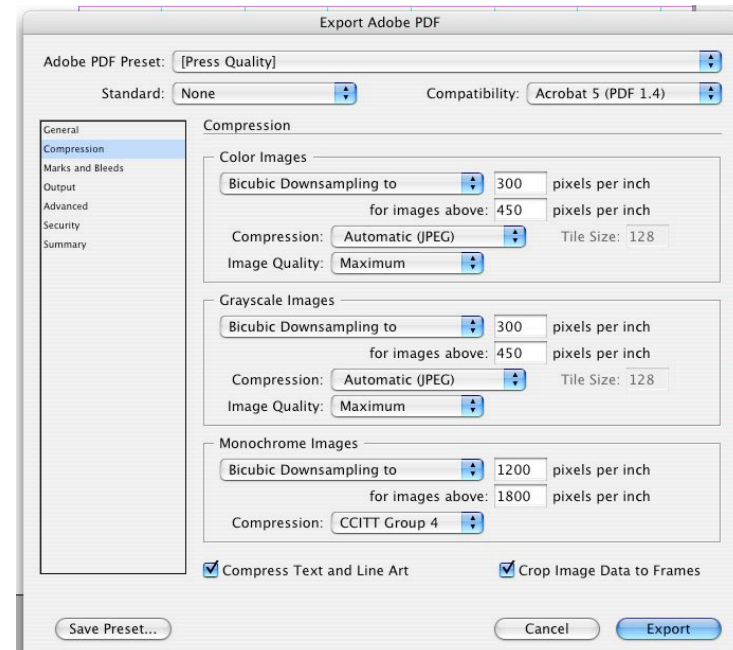 Export Adobe PDF
Adobe PDF Preset: [Press Quality]
Standard: None Compatibility: Acrobat 5 (PDF 1.4)
General
Compression
Marks and Bleeds
Output
Advanced
Security
Summary
Compression
Color Images
Bicubic Downsampling to 300 pixels per inch
for images above: 450 pixels per inch
Compression: Automatic (JPEG) Tile Size: 128
Image Quality: Maximum
Grayscale Images
Bicubic Downsampling to 300 pixels per inch
for images above: 450 pixels per inch
Compression: Automatic (JPEG) Tile Size: 128
Image Quality: Maximum
Monochrome Images
Bicubic Downsampling to 1200 pixels per inch
for images above: 1800 pixels per inch
Compression: CCITT Group 4
Compress Text and Line Art Crop Image Data to Frames
Save Preset... Cancel Export